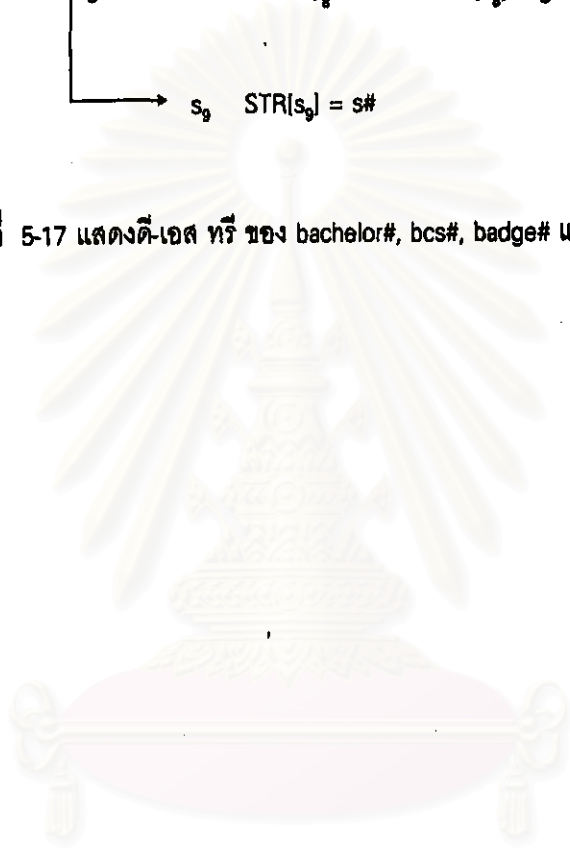 s₉ STR[s₉] = s#
5-17 แสดงดี-เอส ทรี ของ bachelor#, bcs#, badge#